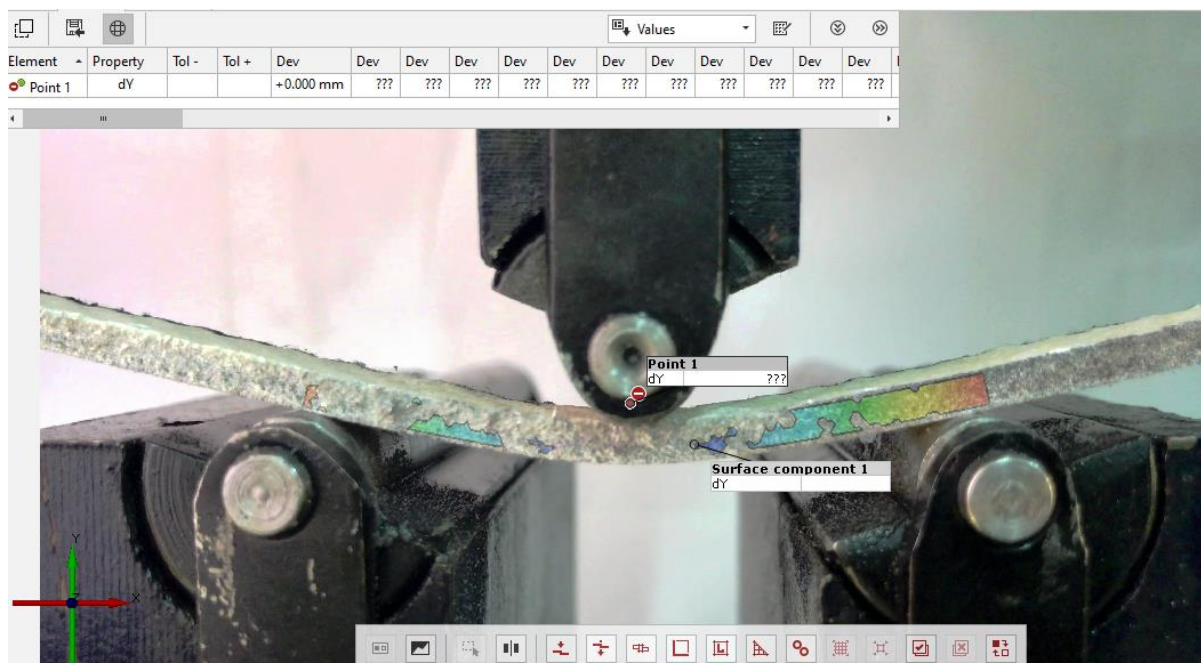 Values
Element Property Tol - Tol + Dev Dev Dev Dev Dev Dev Dev Dev Dev Dev Dev Dev
Point 1 dY +0.000 mm ??? ??? ??? ??? ??? ??? ??? ??? ??? ??? ???
Point 1
dY ???
Surface component 1
dY
Y
X